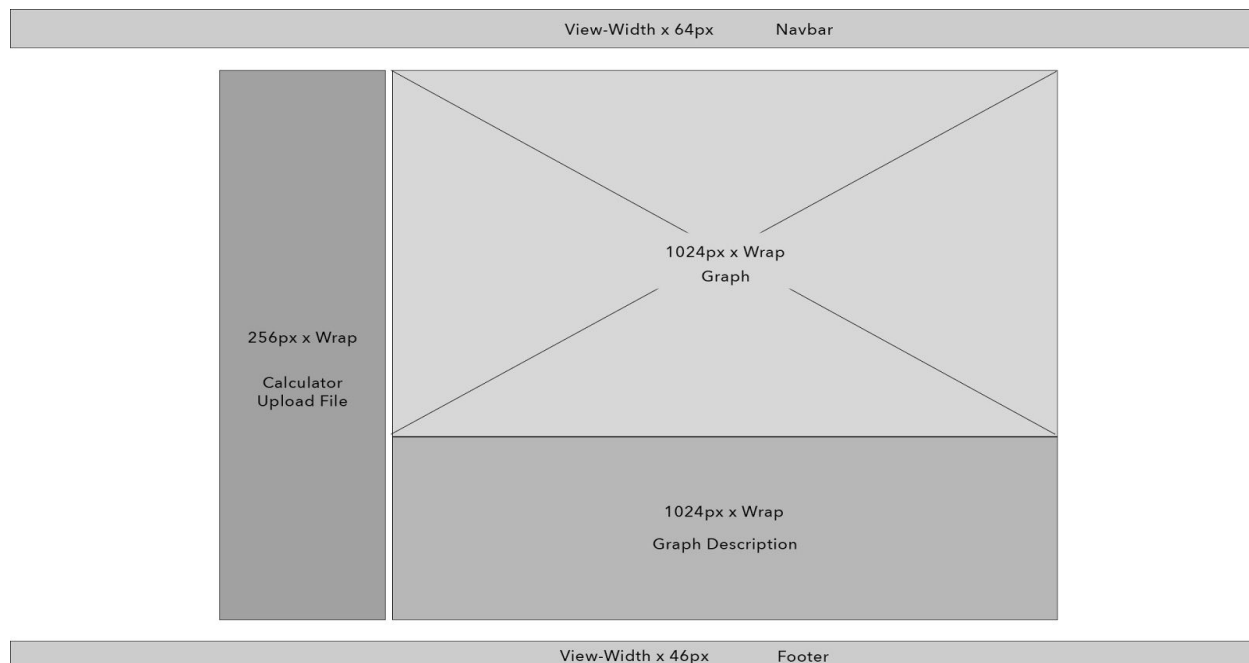 View-Width x 64px Navbar
1024px x Wrap
Graph
256px x Wrap
Calculator
Upload File
1024px x Wrap
Graph Description
View-Width x 46px Footer